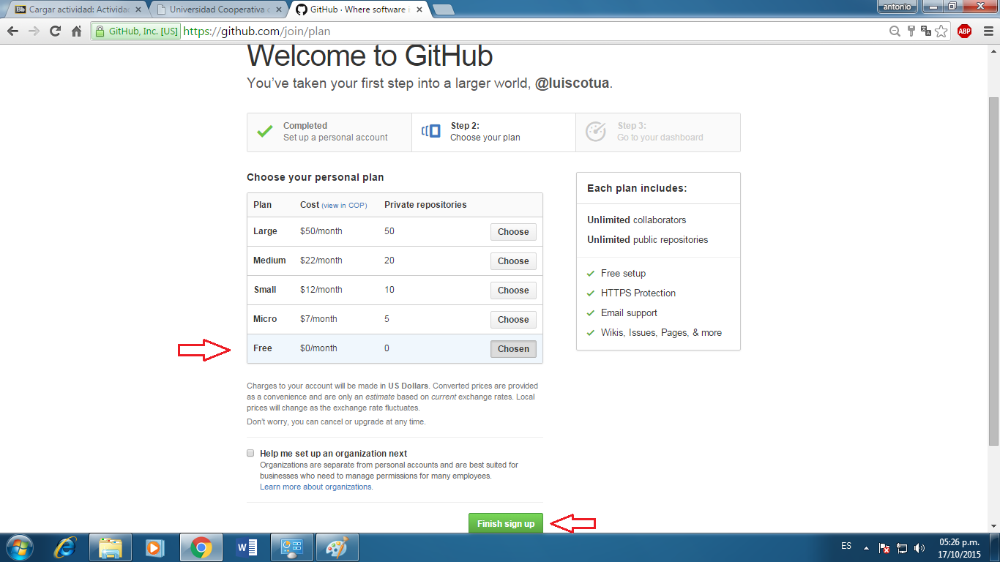 Cargar actividad: Actividad
Universidad Cooperativa
GitHub · Where software i
antonio
GitHub, Inc. [US] https://github.com/join/plan
ABP
Welcome to GitHub
You've taken your first step into a larger world, @luiscotua.
Completed
Set up a personal account
Step 2:
Choose your plan
Step 3:
Go to your dashboard
Choose your personal plan
Plan Cost (view in COP) Private repositories
Large $50/month 50 Choose
Medium $22/month 20 Choose
Small $12/month 10 Choose
Micro $7/month 5 Choose
Free $0/month 0 Chosen
Charges to your account will be made in US Dollars. Converted prices are provided
as a convenience and are only an estimate based on current exchange rates. Local
prices will change as the exchange rate fluctuates.
Don't worry, you can cancel or upgrade at any time.
Help me set up an organization next
Organizations are separate from personal accounts and are best suited for
businesses who need to manage permissions for many employees.
Learn more about organizations.
Finish sign up
Each plan includes:
Unlimited collaborators
Unlimited public repositories
Free setup
HTTPS Protection
Email support
Wikis, Issues, Pages, & more
ES
05:26 p.m.
17/10/2015